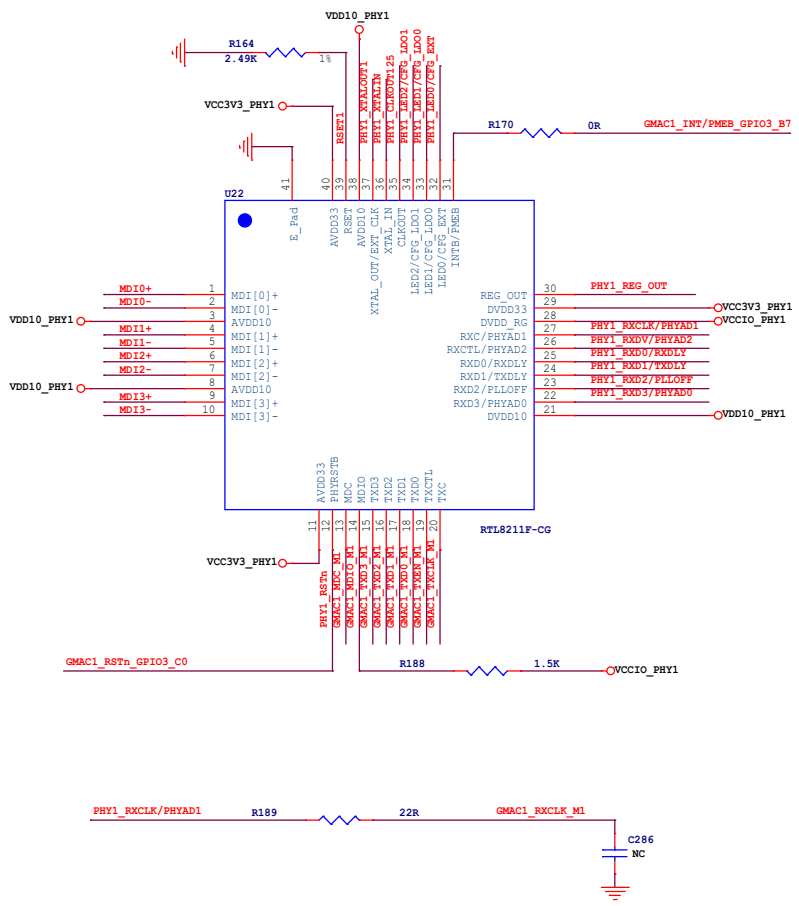 VDD10_PHY1
R164
2.49K
1%
VCC3V3_PHY1
RSET1
PHY1_XTALOUT1
PHY1_XTALIN
PHY1_CLKOUT125
PHY1_LED2/CFG_LDO1
PHY1_LED1/CFG_LDO0
PHY1_LED0/CFG_EXT
R170
0R
GMAC1_INT/PMEB_GPIO3_B7
41
40
39
38
37
36
35
34
33
32
31
U22
E_Pad
AVDD33
RSET
AVDD10
XTAL_OUT/EXT_CLK
XTAL_IN
CLKOUT
LED2/CFG_LDO1
LED1/CFG_LDO0
LED0/CFG_EXT
INTB/PMEB
MDI0+ 1 MDI[0]+
MDI0- 2 MDI[0]-
VDD10_PHY1 3 AVDD10
MDI1+ 4 MDI[1]+
MDI1- 5 MDI[1]-
MDI2+ 6 MDI[2]+
MDI2- 7 MDI[2]-
VDD10_PHY1 8 AVDD10
MDI3+ 9 MDI[3]+
MDI3- 10 MDI[3]-
REG_OUT 30 PHY1_REG_OUT
DVDD33 29 VCC3V3_PHY1
DVDD_RG 28 VCCIO_PHY1
RXC/PHYAD1 27 PHY1_RXCLK/PHYAD1
RXCTL/PHYAD2 26 PHY1_RXDV/PHYAD2
RXD0/RXDLY 25 PHY1_RXD0/RXDLY
RXD1/TXDLY 24 PHY1_RXD1/TXDLY
RXD2/PLLOFF 23 PHY1_RXD2/PLLOFF
RXD3/PHYAD0 22 PHY1_RXD3/PHYAD0
DVDD10 21 VDD10_PHY1
AVDD33
PHYRSTB
MDC
MDIO
TXD3
TXD2
TXD1
TXD0
TXCTL
TXC
11
12
13
14
15
16
17
18
19
20
RTL8211F-CG
VCC3V3_PHY1
PHY1_RSTn
GMAC1_MDC_M1
GMAC1_MDIO_M1
GMAC1_TXD3_M1
GMAC1_TXD2_M1
GMAC1_TXD1_M1
GMAC1_TXD0_M1
GMAC1_TXEN_M1
GMAC1_TXCLK_M1
GMAC1_RSTn_GPIO3_C0
R188
1.5K
VCCIO_PHY1
PHY1_RXCLK/PHYAD1
R189
22R
GMAC1_RXCLK_M1
C286
NC